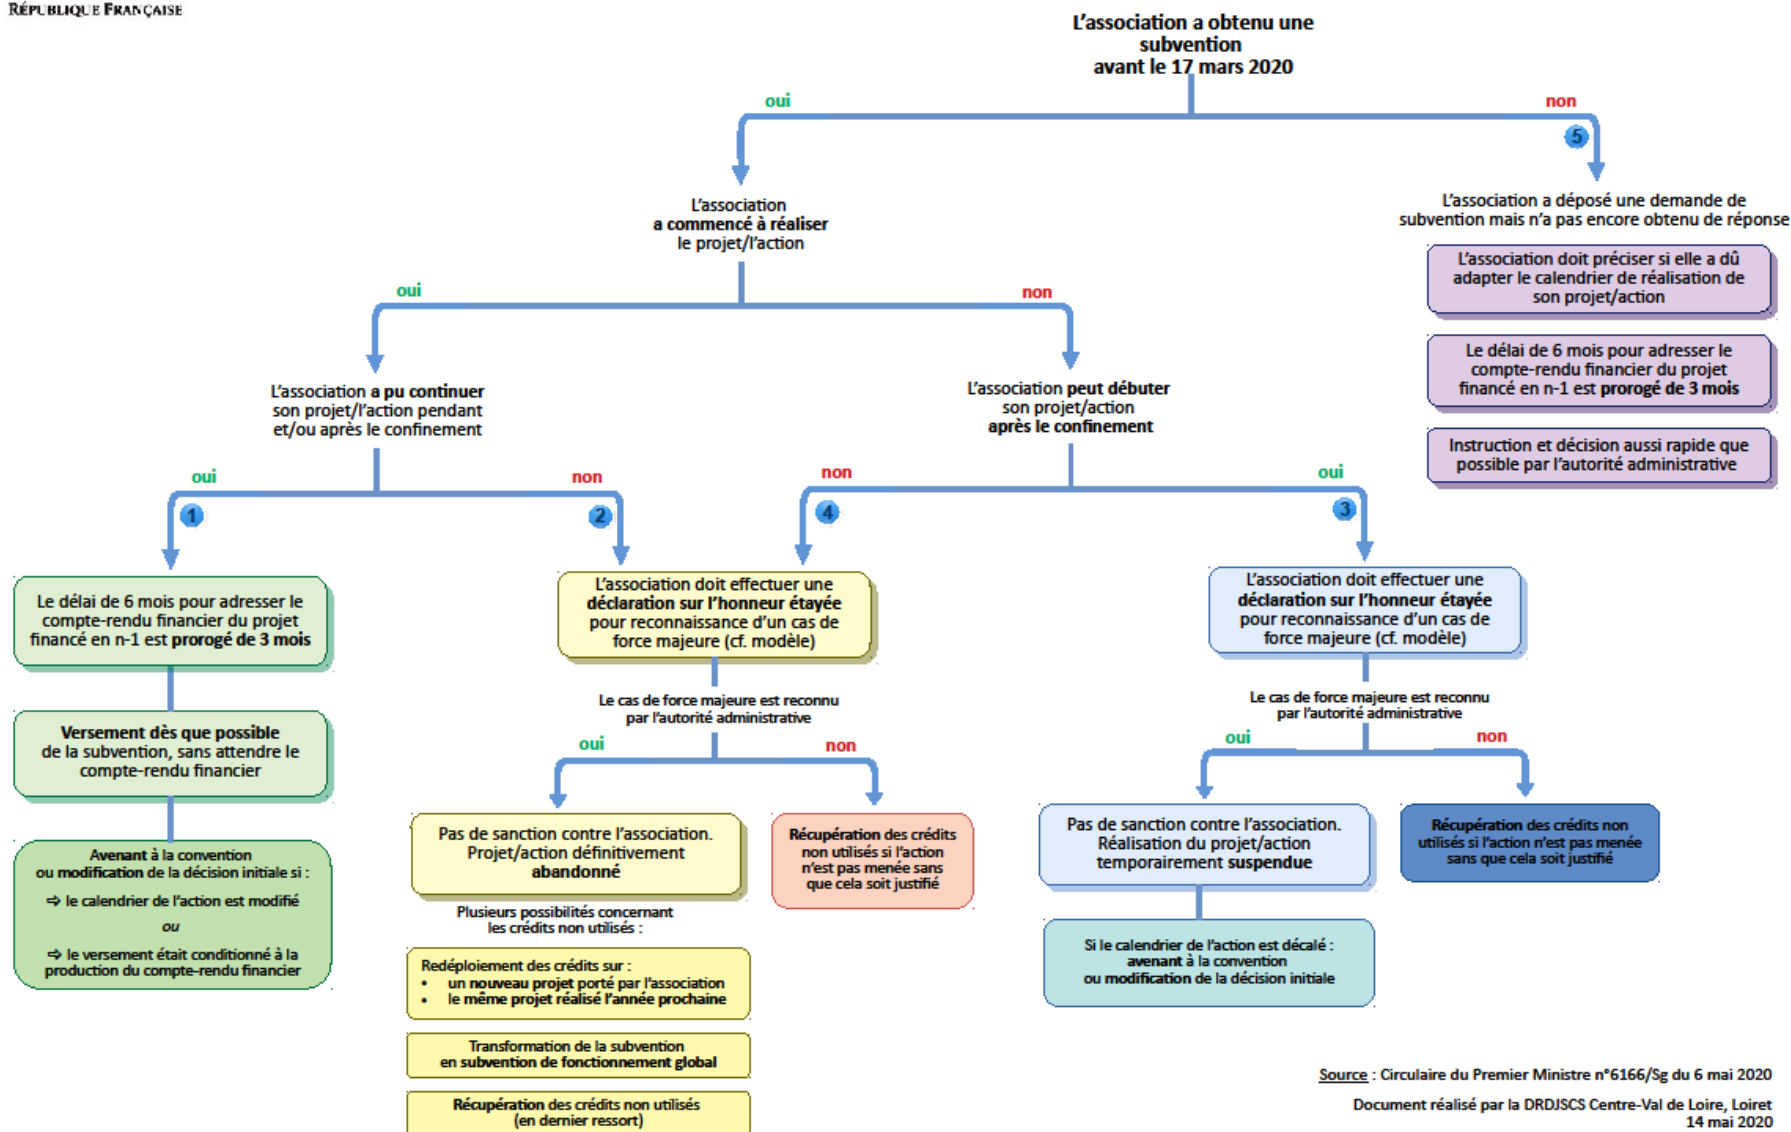 RÉPUBLIQUE FRANÇAISE
L'association a obtenu une
subvention
avant le 17 mars 2020
oui
non
5
L'association
a commencé à réaliser
le projet/l'action
L'association a déposé une demande de
subvention mais n'a pas encore obtenu de réponse
L'association doit préciser si elle a dû
adapter le calendrier de réalisation de
son projet/action
Le délai de 6 mois pour adresser le
compte-rendu financier du projet
financé en n-1 est prorogé de 3 mois
Instruction et décision aussi rapide que
possible par l'autorité administrative
oui
non
L'association a pu continuer
son projet/l'action pendant
et/ou après le confinement
L'association peut débuter
son projet/action
après le confinement
oui
non
non
oui
1
2
4
3
Le délai de 6 mois pour adresser le
compte-rendu financier du projet
financé en n-1 est prorogé de 3 mois
Versement dès que possible
de la subvention, sans attendre le
compte-rendu financier
Avenant à la convention
ou modification de la décision initiale si :
⇨ le calendrier de l'action est modifié
ou
⇨ le versement était conditionné à la
production du compte-rendu financier
L'association doit effectuer une
déclaration sur l'honneur étayée
pour reconnaissance d'un cas de
force majeure (cf. modèle)
Le cas de force majeure est reconnu
par l'autorité administrative
oui
non
Pas de sanction contre l'association.
Projet/action définitivement
abandonné
Récupération des crédits
non utilisés si l'action
n'est pas menée sans
que cela soit justifié
Plusieurs possibilités concernant
les crédits non utilisés :
Redéploiement des crédits sur :
• un nouveau projet porté par l'association
• le même projet réalisé l'année prochaine
Transformation de la subvention
en subvention de fonctionnement global
Récupération des crédits non utilisés
(en dernier ressort)
L'association doit effectuer une
déclaration sur l'honneur étayée
pour reconnaissance d'un cas de
force majeure (cf. modèle)
Le cas de force majeure est reconnu
par l'autorité administrative
oui
non
Pas de sanction contre l'association.
Réalisation du projet/action
temporairement suspendue
Récupération des crédits non
utilisés si l'action n'est pas menée
sans que cela soit justifié
Si le calendrier de l'action est décalé :
avenant à la convention
ou modification de la décision initiale
Source : Circulaire du Premier Ministre n°6166/Sg du 6 mai 2020
Document réalisé par la DRDJSCS Centre-Val de Loire, Loiret
14 mai 2020